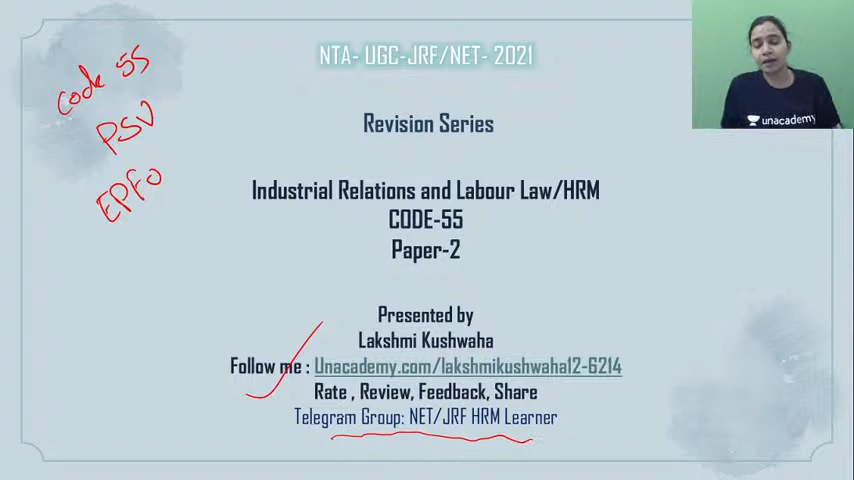 NTA- UGC-JRF/NET- 2021
code 55
PSU
EPFO
Revision Series
Industrial Relations and Labour Law/HRM
CODE-55
Paper-2
Presented by
Lakshmi Kushwaha
Follow me : Unacademy.com/lakshmikushwaha12-6214
Rate , Review, Feedback, Share
Telegram Group: NET/JRF HRM Learner
unacademy